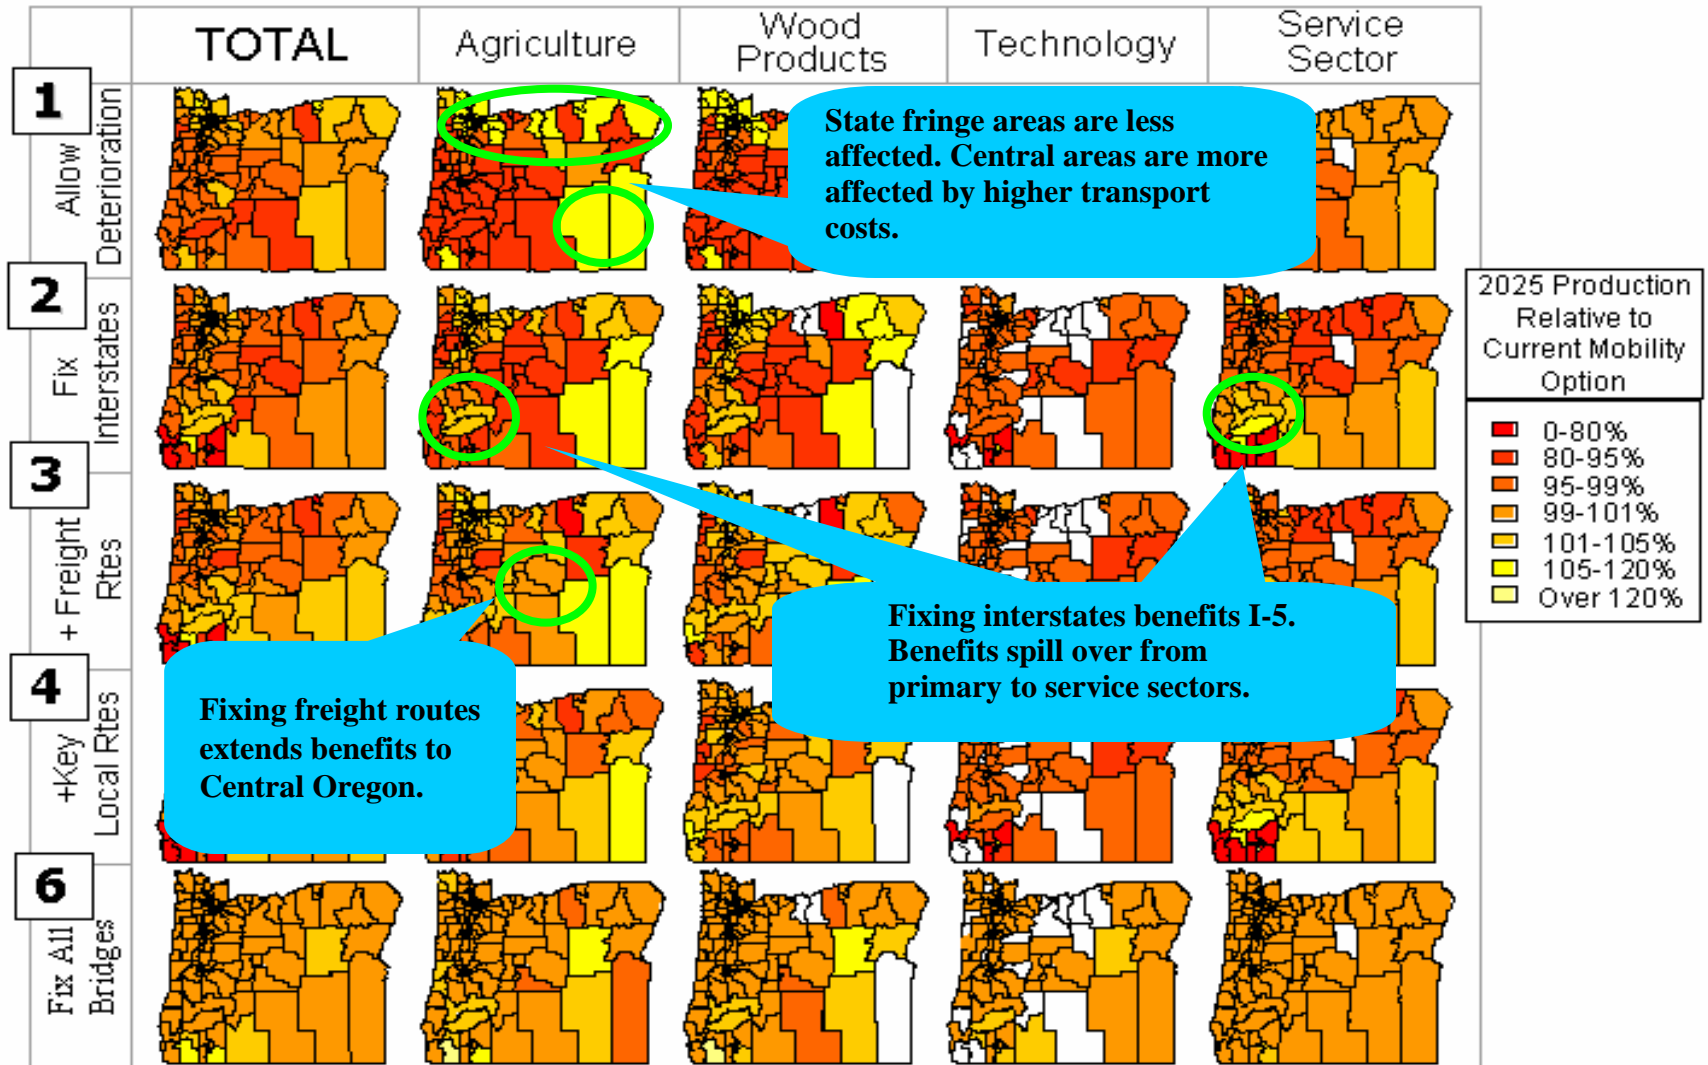 TOTAL
Agriculture
Wood
Products
Technology
Service
Sector
1
Allow
Deterioration
State fringe areas are less
affected. Central areas are more
affected by higher transport
costs.
2
Fix
Interstates
2025 Production
Relative to
Current Mobility
Option
0-80%
80-95%
95-99%
99-101%
101-105%
105-120%
Over 120%
3
+ Freight
Rtes
Fixing interstates benefits I-5.
Benefits spill over from
primary to service sectors.
4
+Key
Local Rtes
Fixing freight routes
extends benefits to
Central Oregon.
6
Fix All
Bridges